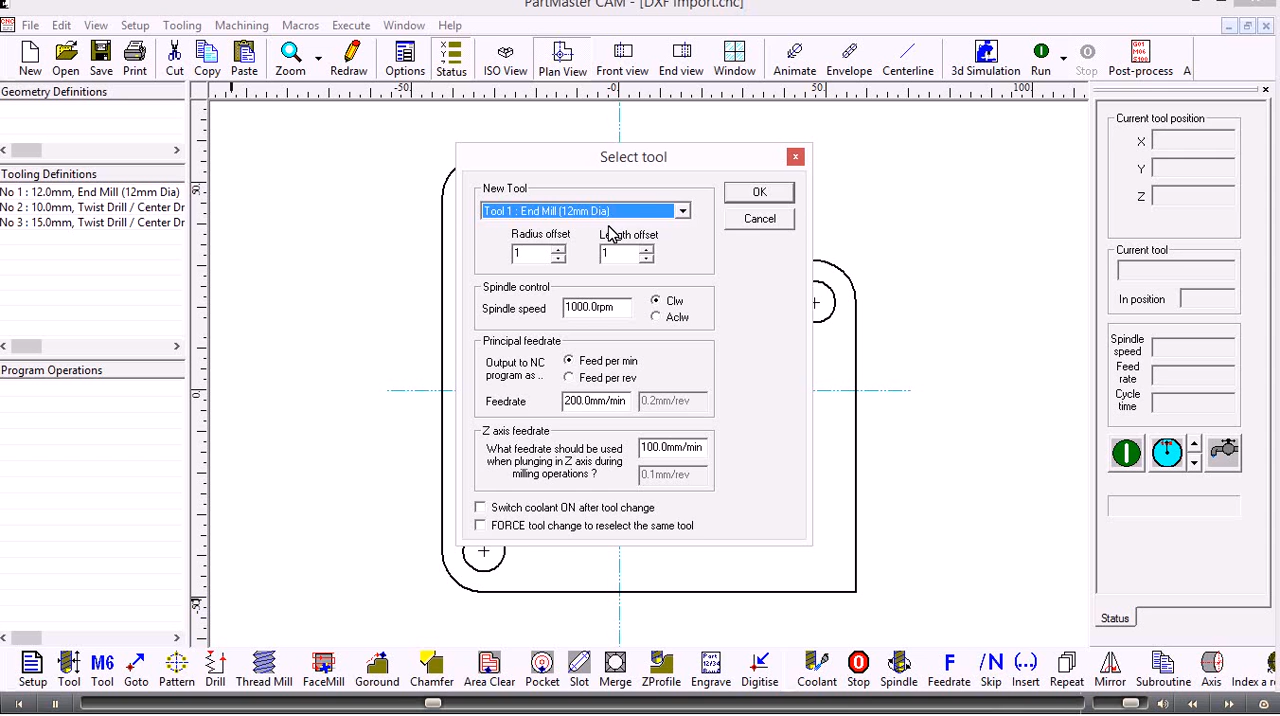 PartMaster CAM - [DXF Import.cnc]
File Edit View Setup Tooling Machining Macros Execute Window Help
New Open Save Print Cut Copy Paste Zoom Redraw Options Status ISO View Plan View Front view End view Window Animate Envelope Centerline 3d Simulation Run Stop Post-process A
Geometry Definitions
-50 -0 50 100
Tooling Definitions
No 1 : 12.0mm, End Mill (12mm Dia)
No 2 : 10.0mm, Twist Drill / Center Dr
No 3 : 15.0mm, Twist Drill / Center Dr
Program Operations
Select tool
New Tool
Tool 1 : End Mill (12mm Dia)
OK
Cancel
Radius offset Length offset
1 1
Spindle control
Spindle speed 1000.0rpm Clw
Aclw
Principal feedrate
Output to NC program as ..
Feed per min
Feed per rev
Feedrate 200.0mm/min 0.2mm/rev
Z axis feedrate
What feedrate should be used when plunging in Z axis during milling operations ?
100.0mm/min
0.1mm/rev
Switch coolant ON after tool change
FORCE tool change to reselect the same tool
Current tool position
X
Y
Z
Current tool
In position
Spindle speed
Feed rate
Cycle time
Status
Setup Tool M6 Tool Goto Pattern Drill Thread Mill FaceMill Goround Chamfer Area Clear Pocket Slot Merge ZProfile Engrave Digitise Coolant Stop Spindle Feedrate Skip Insert Repeat Mirror Subroutine Axis Index a r